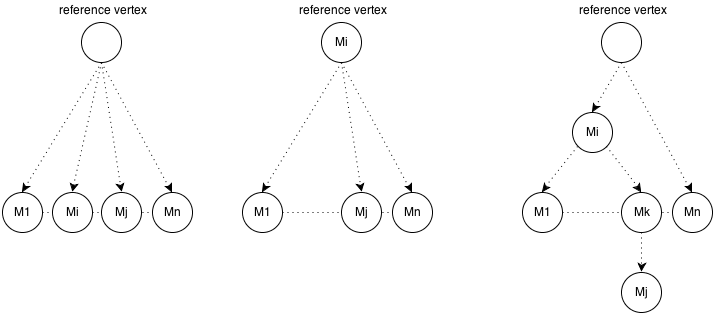 reference vertex
reference vertex
reference vertex
Mi
Mi
M1 Mi Mj Mn
M1 Mj Mn
M1 Mk Mn
Mj